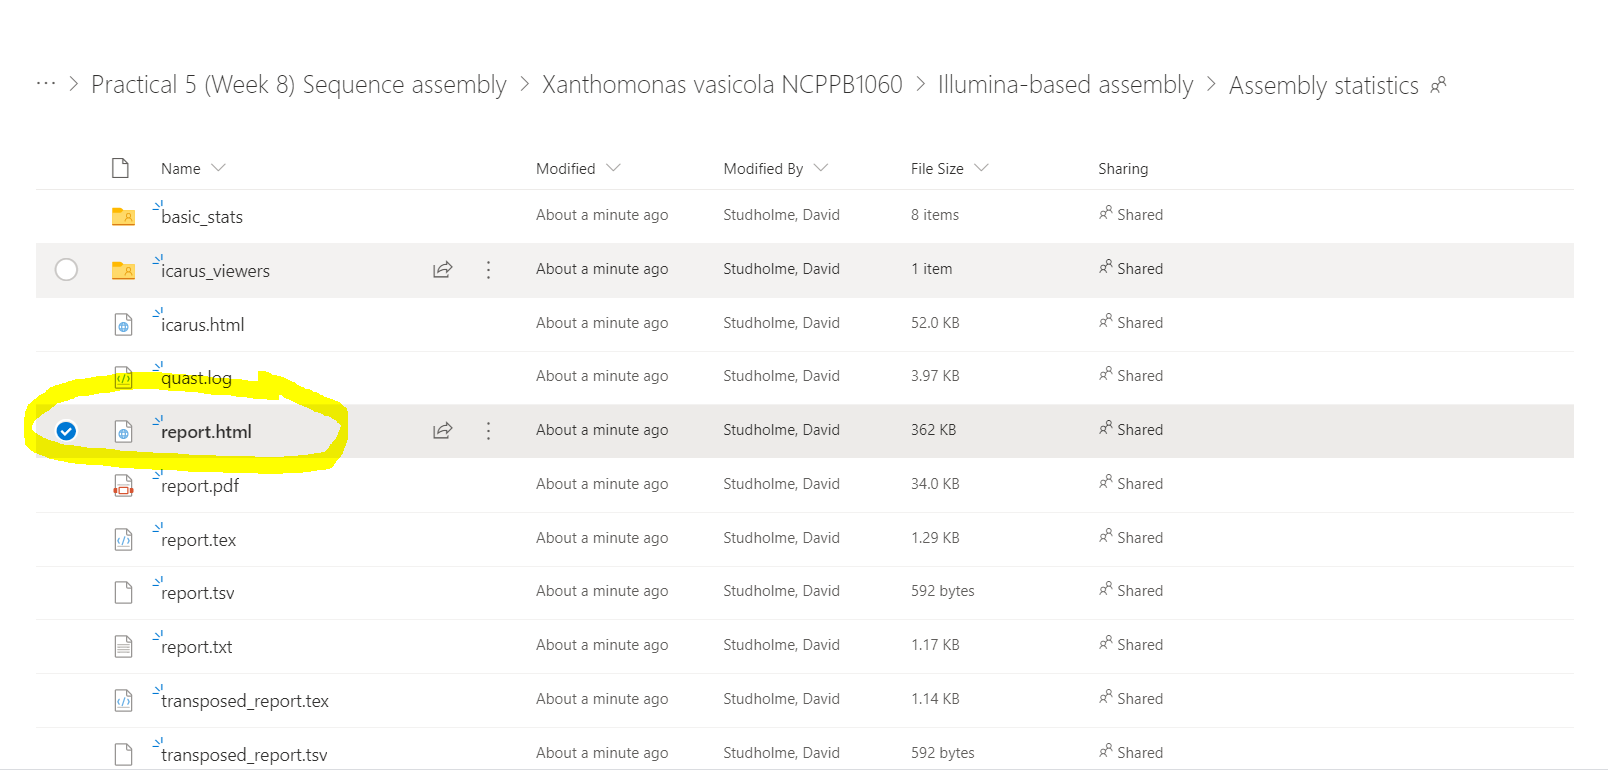 ··· > Practical 5 (Week 8) Sequence assembly > Xanthomonas vasicola NCPPB1060 > Illumina-based assembly > Assembly statistics
Name Modified Modified By File Size Sharing
basic_stats About a minute ago Studholme, David 8 items Shared
icarus_viewers About a minute ago Studholme, David 1 item Shared
icarus.html About a minute ago Studholme, David 52.0 KB Shared
quast.log About a minute ago Studholme, David 3.97 KB Shared
report.html About a minute ago Studholme, David 362 KB Shared
report.pdf About a minute ago Studholme, David 34.0 KB Shared
report.tex About a minute ago Studholme, David 1.29 KB Shared
report.tsv About a minute ago Studholme, David 592 bytes Shared
report.txt About a minute ago Studholme, David 1.17 KB Shared
transposed_report.tex About a minute ago Studholme, David 1.14 KB Shared
transposed_report.tsv About a minute ago Studholme, David 592 bytes Shared